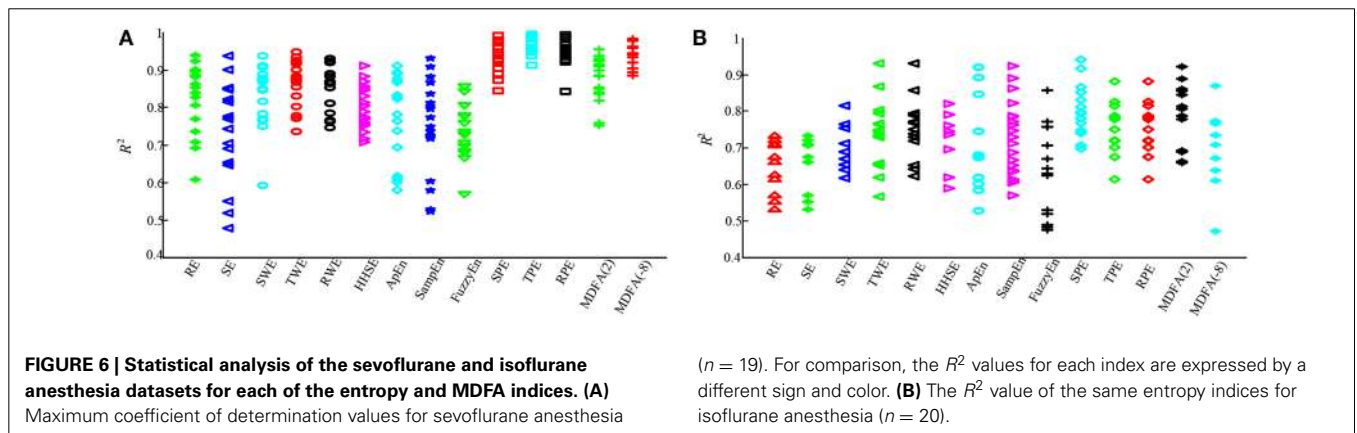 A
1
0.9
0.8
0.7
0.6
0.5
0.4
R²
RE
SE
SWE
TWE
RWE
HHSE
ApEn
SampEn
FuzzyEn
SPE
TPE
RPE
MDFA(2)
MDFA(-8)
B
1
0.9
0.8
0.7
0.6
0.5
0.4
R²
RE
SE
SWE
TWE
RWE
HHSE
ApEn
SampEn
FuzzyEn
SPE
TPE
RPE
MDFA(2)
MDFA(-8)
FIGURE 6 | Statistical analysis of the sevoflurane and isoflurane
anesthesia datasets for each of the entropy and MDFA indices. (A)
Maximum coefficient of determination values for sevoflurane anesthesia
(n = 19). For comparison, the R² values for each index are expressed by a
different sign and color. (B) The R² value of the same entropy indices for
isoflurane anesthesia (n = 20).